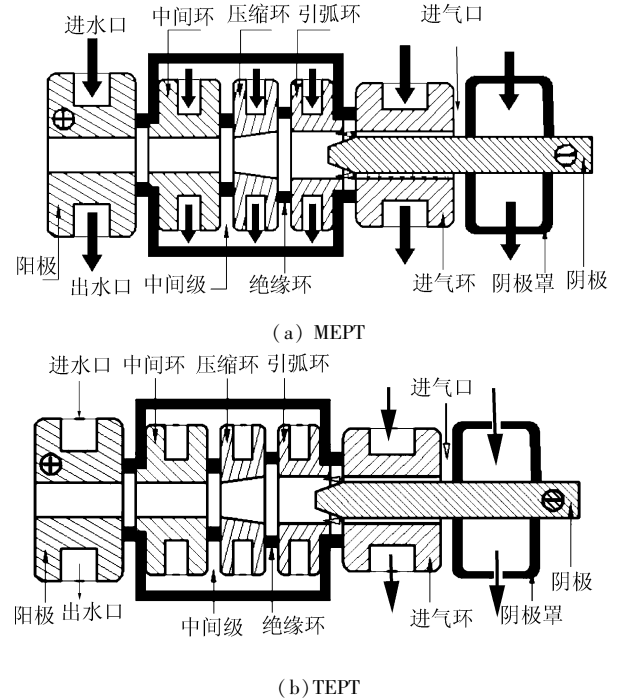 进水口 中间环 压缩环 引弧环 进气口
阳极 出水口 中间级 绝缘环 进气环 阴极罩 阴极
(a) MEPT
进水口 中间环 压缩环 引弧环 进气口
阳极 出水口 中间级 绝缘环 进气环 阴极罩 阴极
(b) TEPT